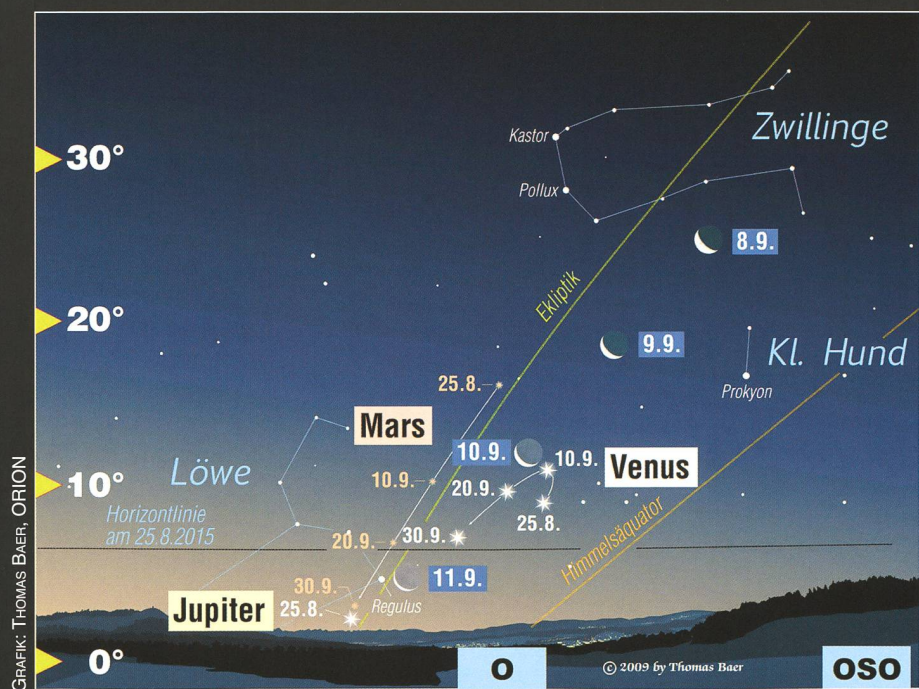 Kastor
Zwillinge
30°
Pollux
8.9.
Ekliptik
20°
9.9.
Kl. Hund
25.8.
Prokyon
Mars
10.9.
10.9.
Venus
Löwe
10.9.
20.9.
10°
25.8.
Horizontlinie
am 25.8.2015
20.9.
30.9.
Himmelsäquator
11.9.
30.9.
Jupiter
25.8.
Regulus
0°
O
© 2009 by Thomas Baer
OSO
GRAFIK: THOMAS BAER, ORION